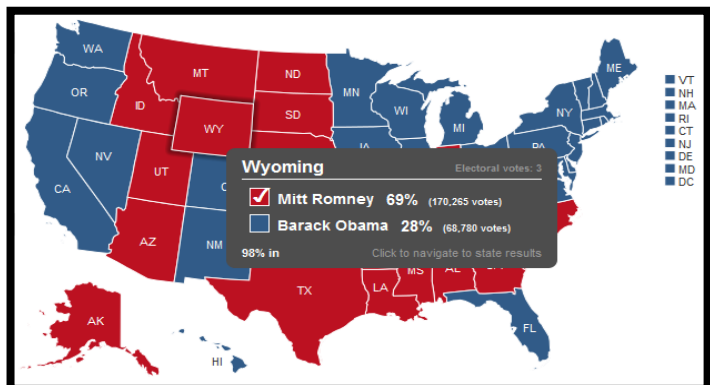 WA
ME
MT
ND
VT
OR
MN
NH
ID
SD
WI
NY
MA
WY
MI
RI
CT
IA
PA
NJ
NV
Wyoming Electoral votes: 3
DE
UT
MD
CA
Mitt Romney 69% (170,265 votes)
DC
Barack Obama 28% (68,780 votes)
AZ
NM
98% in Click to navigate to state results
MS
AL
TX
LA
AK
FL
HI